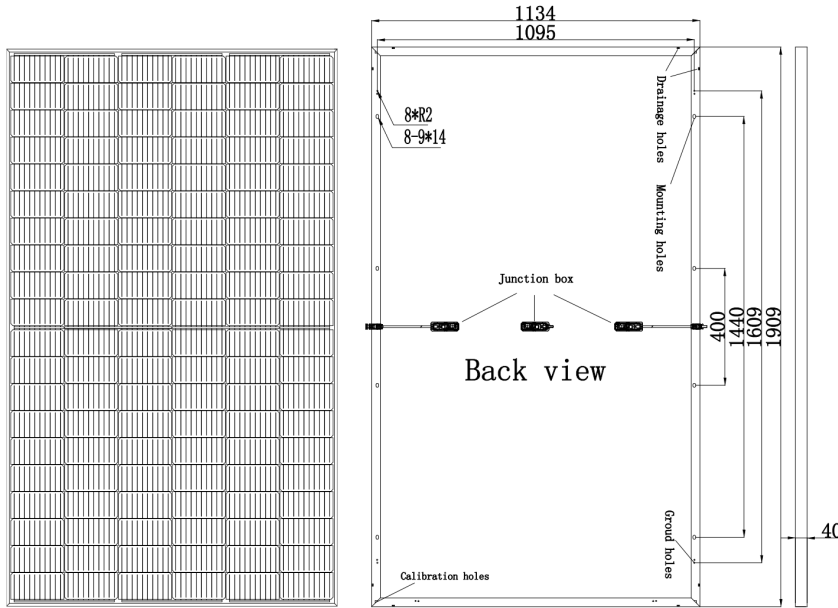 1134
1095
Drainage holes
8*R2
8-9*14
Mounting holes
Junction box
400
1440
1609
1909
Back view
Groud holes
40
Calibration holes